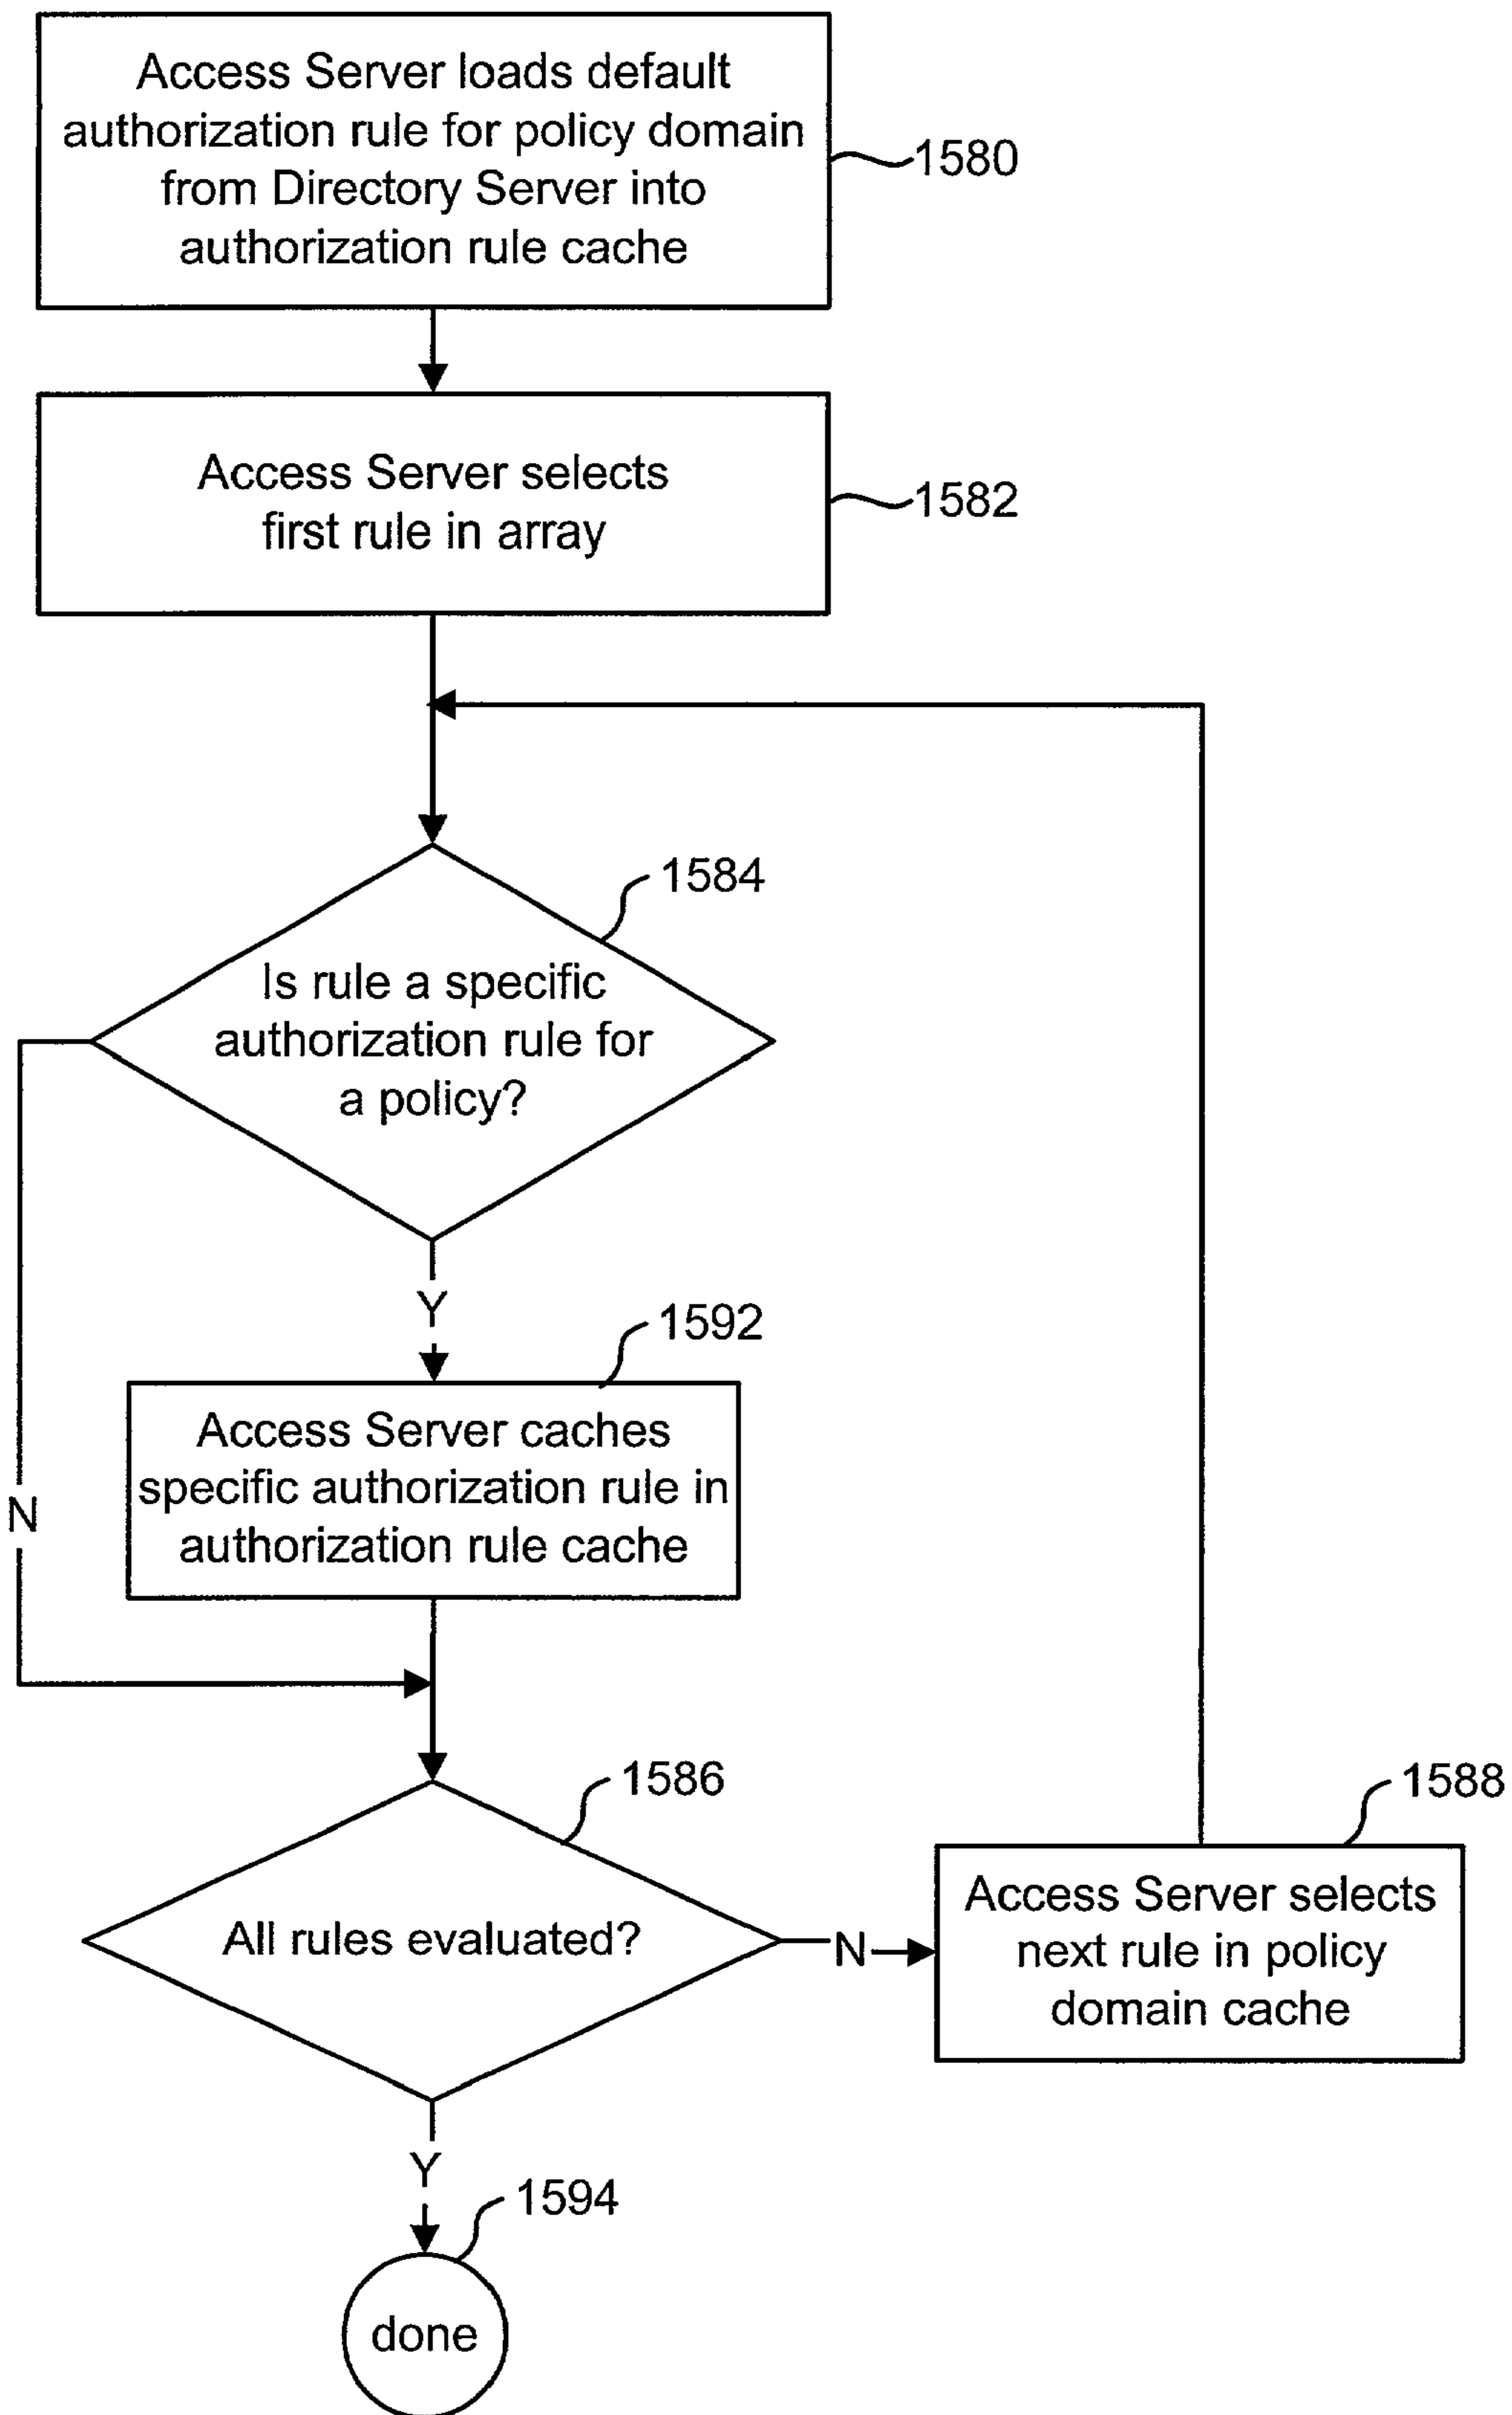 Access Server loads default
authorization rule for policy domain
from Directory Server into
authorization rule cache
1580
Access Server selects
first rule in array
1582
1584
Is rule a specific
authorization rule for
a policy?
Y
1592
Access Server caches
specific authorization rule in
authorization rule cache
N
1586
1588
All rules evaluated?
N
Access Server selects
next rule in policy
domain cache
Y
1594
done